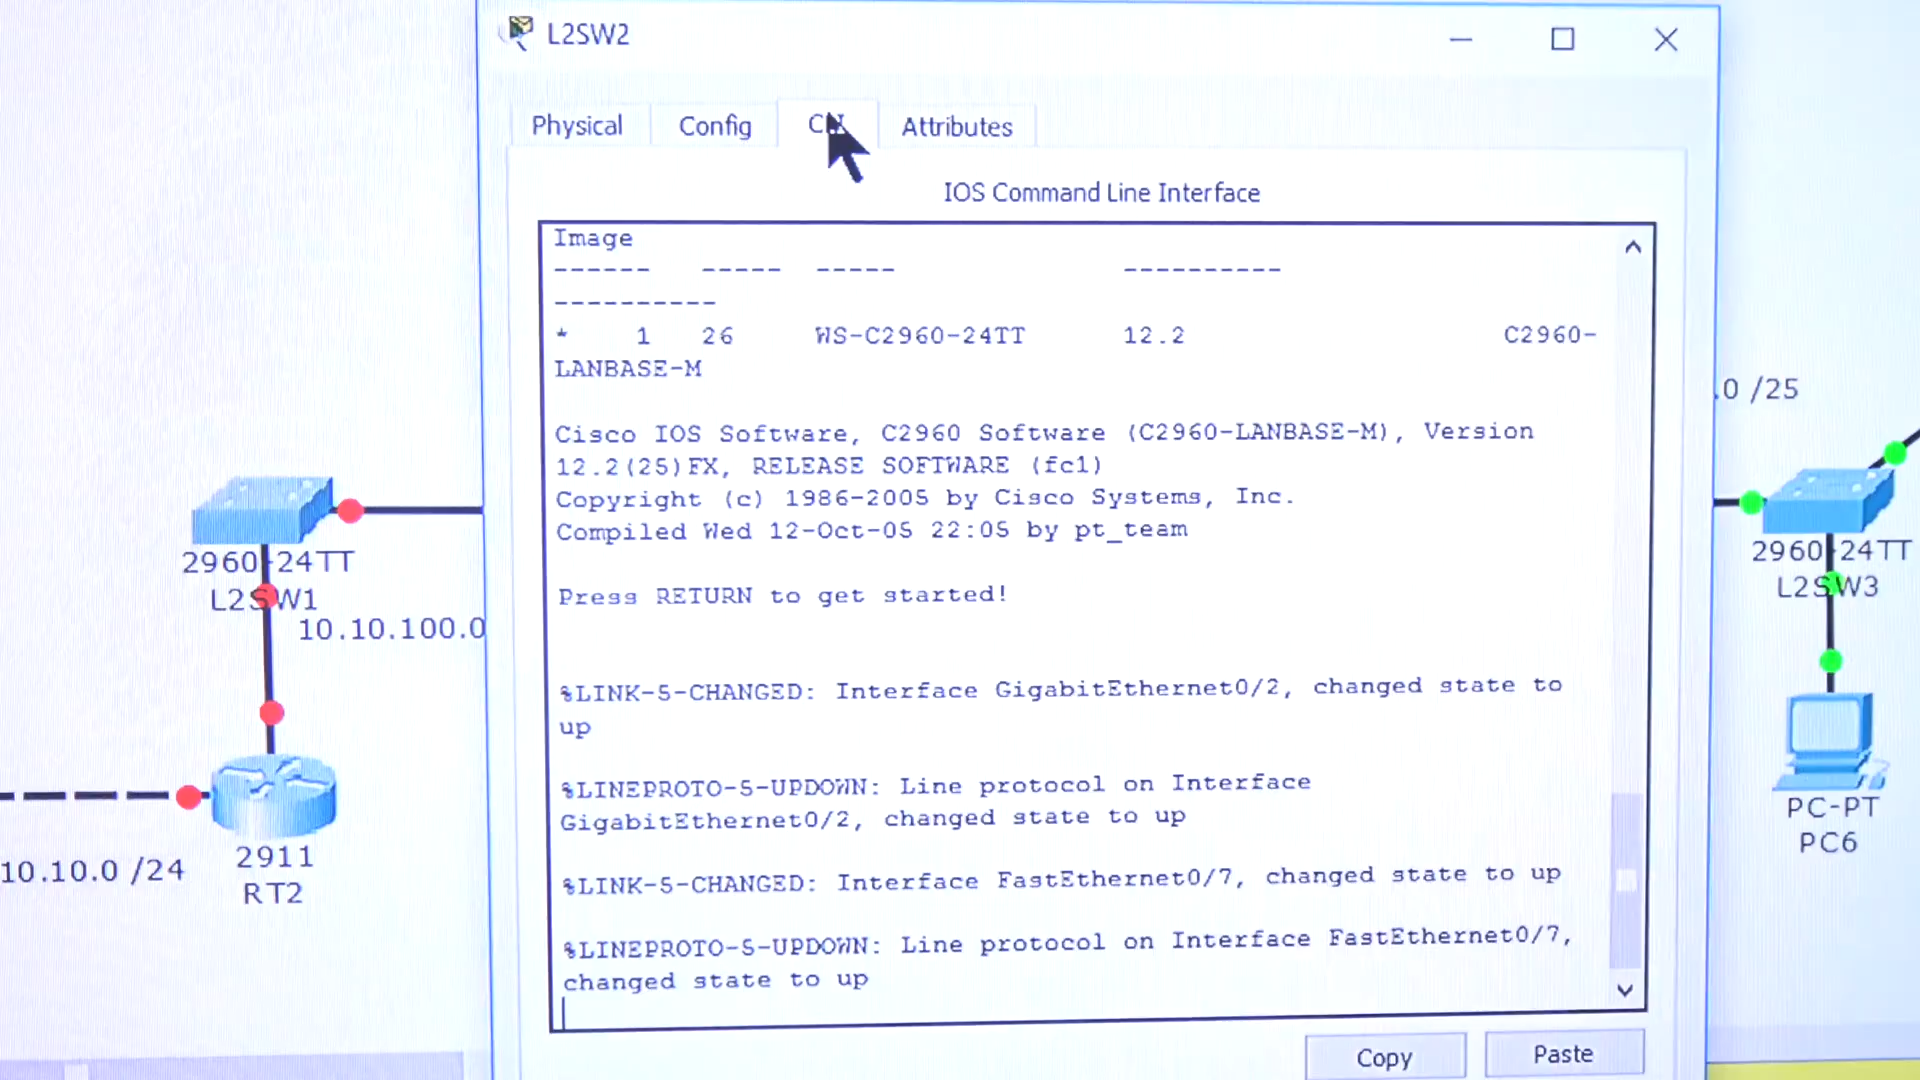 L2SW2
Physical
Config
Attributes
IOS Command Line Interface
Image
------ ----- ----- ----------
----------
* 1 26 WS-C2960-24TT 12.2 C2960-
LANBASE-M
Cisco IOS Software, C2960 Software (C2960-LANBASE-M), Version
12.2(25)FX, RELEASE SOFTWARE (fc1)
Copyright (c) 1986-2005 by Cisco Systems, Inc.
Compiled Wed 12-Oct-05 22:05 by pt_team
Press RETURN to get started!
%LINK-5-CHANGED: Interface GigabitEthernet0/2, changed state to
up
%LINEPROTO-5-UPDOWN: Line protocol on Interface
GigabitEthernet0/2, changed state to up
%LINK-5-CHANGED: Interface FastEthernet0/7, changed state to up
%LINEPROTO-5-UPDOWN: Line protocol on Interface FastEthernet0/7,
changed state to up
Copy
Paste
2960-24TT
L2SW1
10.10.100.0
2911
RT2
10.10.0 /24
.0 /25
2960-24TT
L2SW3
PC-PT
PC6